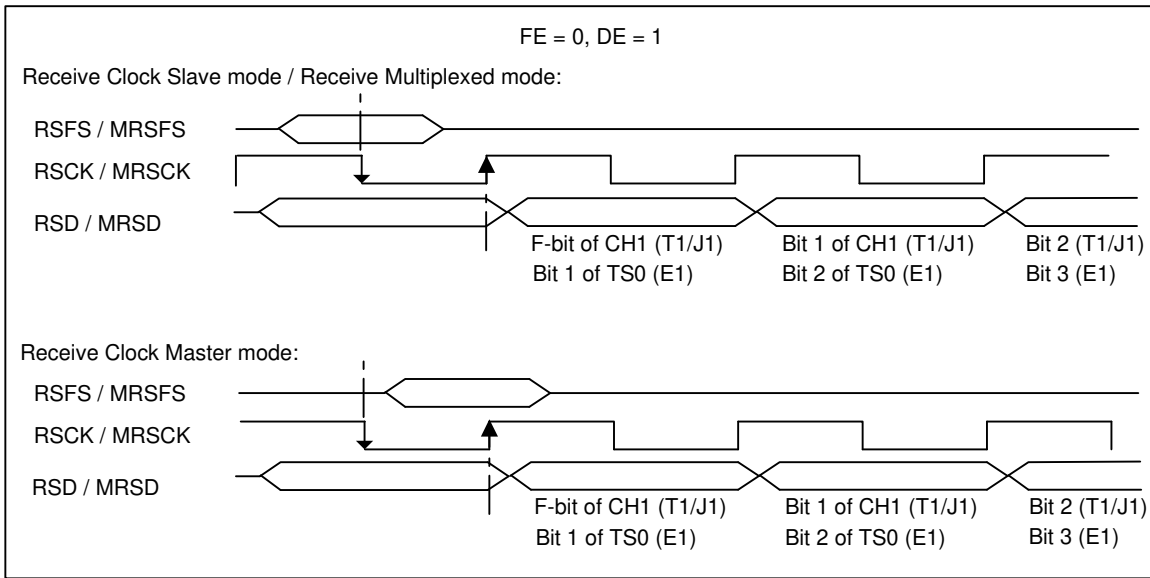 FE = 0, DE = 1
Receive Clock Slave mode / Receive Multiplexed mode:
RSFS / MRSFS
RSCK / MRSCK
RSD / MRSD
F-bit of CH1 (T1/J1) Bit 1 of CH1 (T1/J1) Bit 2 (T1/J1)
Bit 1 of TS0 (E1) Bit 2 of TS0 (E1) Bit 3 (E1)
Receive Clock Master mode:
RSFS / MRSFS
RSCK / MRSCK
RSD / MRSD
F-bit of CH1 (T1/J1) Bit 1 of CH1 (T1/J1) Bit 2 (T1/J1)
Bit 1 of TS0 (E1) Bit 2 of TS0 (E1) Bit 3 (E1)